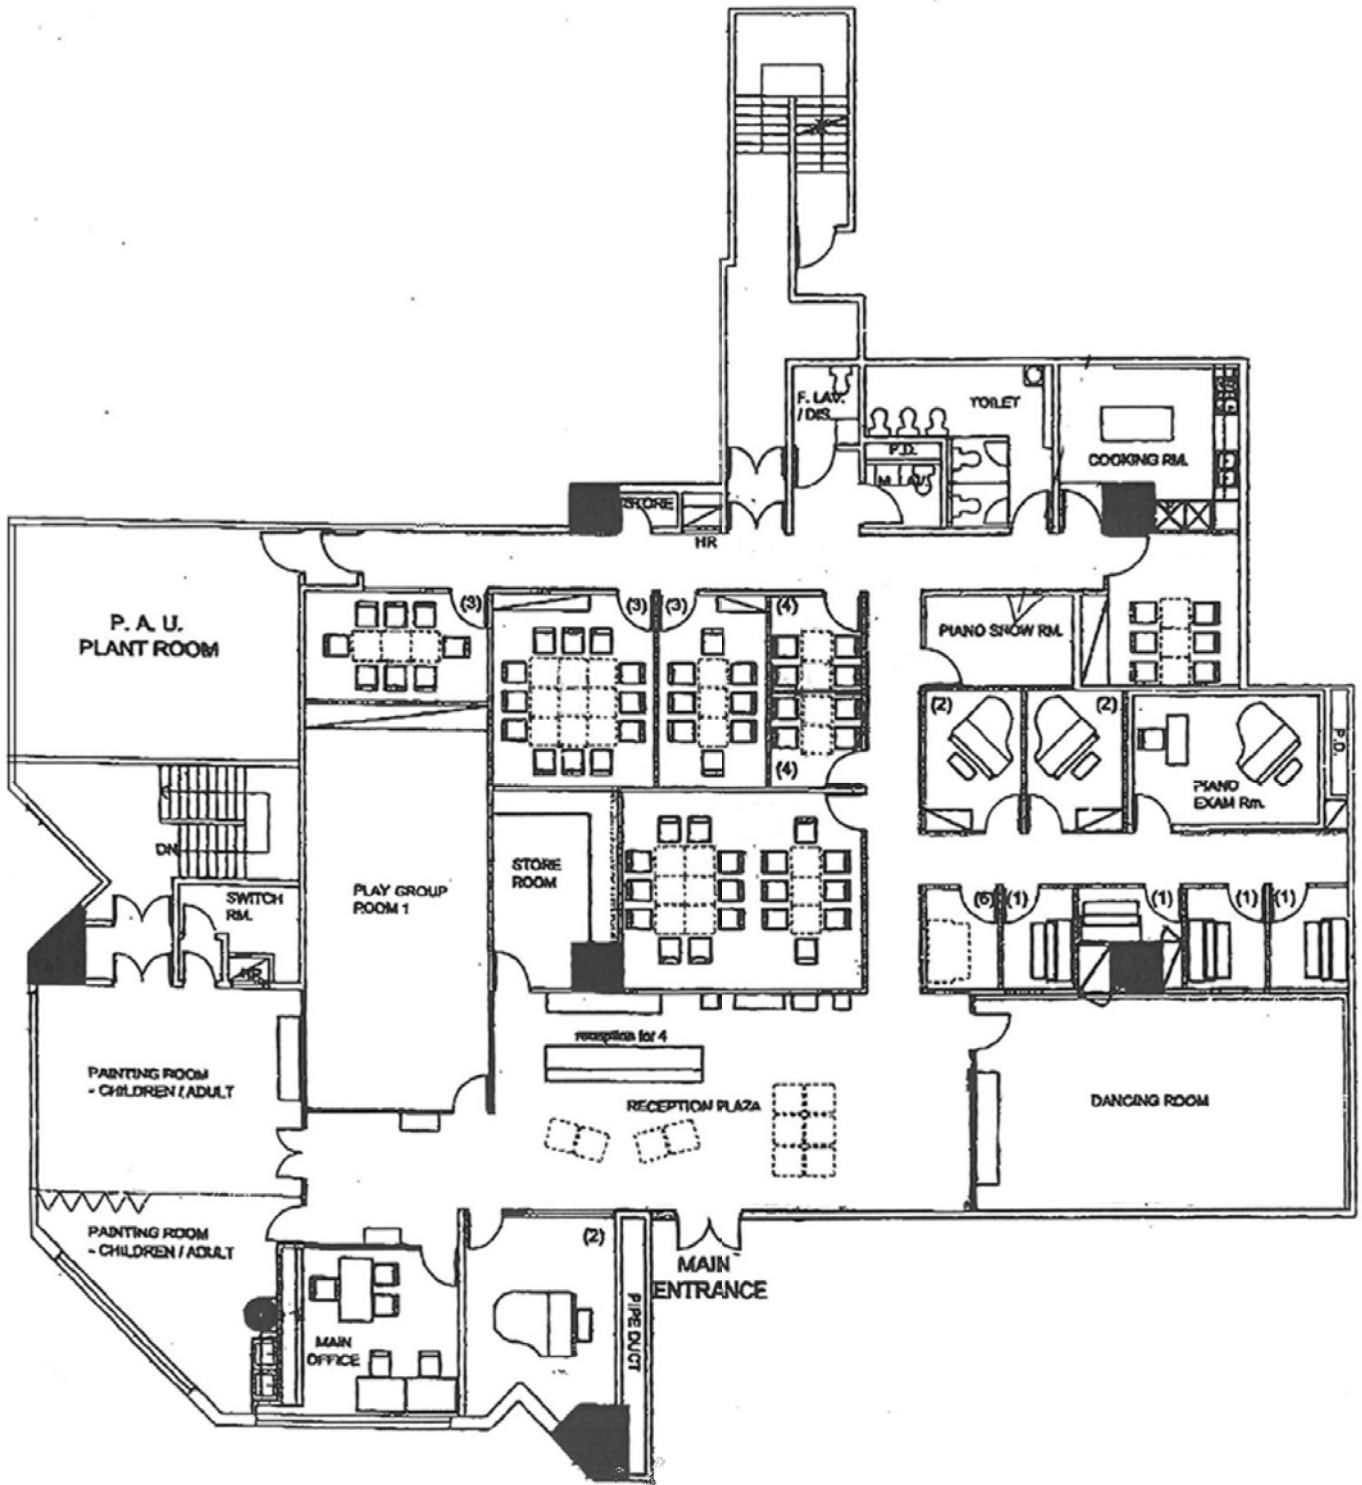 F. LAV.
/ DIS.
TOILET
P.D.
COOKING RM.
STORE
HR
P. A. U.
PLANT ROOM
(3)
(3)
(3)
(4)
PIANO SHOW RM.
(4)
(2)
(2)
P.D.
PIANO
EXAM Rm.
DN
SWITCH
RM.
HR
PLAY GROUP
ROOM 1
STORE
ROOM
(6)
(1)
(1)
(1)
(1)
reception for 4
PAINTING ROOM
- CHILDREN / ADULT
RECEPTION PLAZA
DANCING ROOM
PAINTING ROOM
- CHILDREN / ADULT
(2)
MAIN
ENTRANCE
PIPE DUCT
MAIN
OFFICE